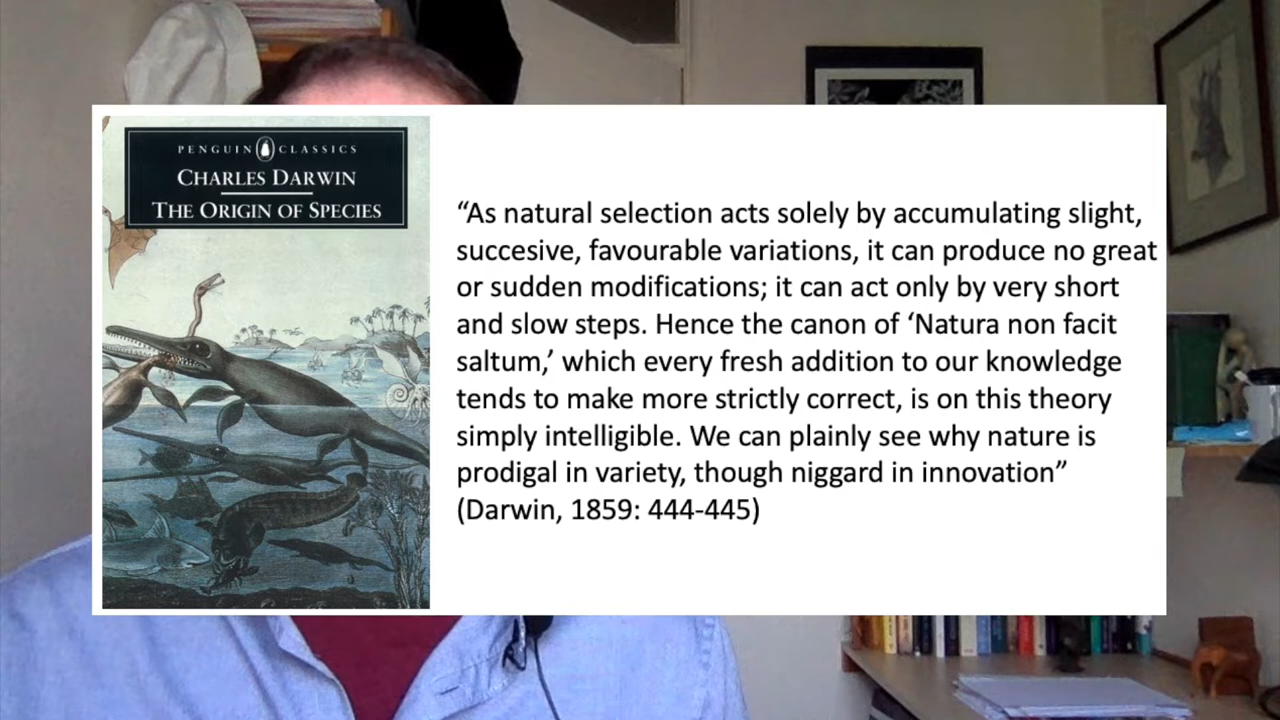 PENGUIN CLASSICS
CHARLES DARWIN
THE ORIGIN OF SPECIES
“As natural selection acts solely by accumulating slight,
succesive, favourable variations, it can produce no great
or sudden modifications; it can act only by very short
and slow steps. Hence the canon of ‘Natura non facit
saltum,’ which every fresh addition to our knowledge
tends to make more strictly correct, is on this theory
simply intelligible. We can plainly see why nature is
prodigal in variety, though niggard in innovation”
(Darwin, 1859: 444-445)